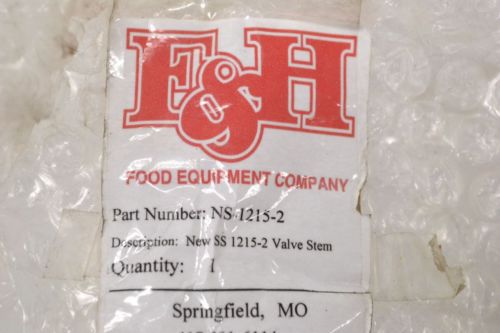 E&H
FOOD EQUIPMENT COMPANY
Part Number: NS 1215-2
Description: New SS 1215-2 Valve Stem
Quantity: 1
Springfield, MO